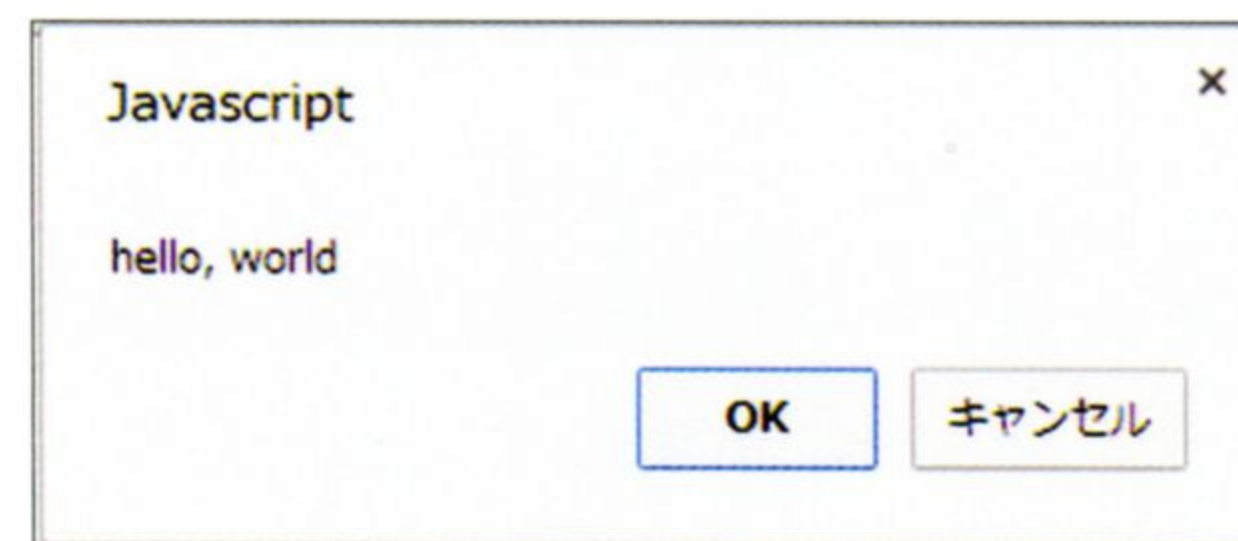 Javascript
×
hello, world
OK キャンセル